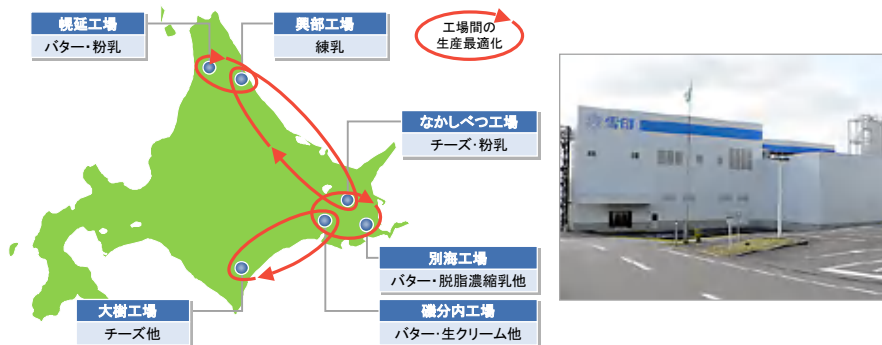 幌延工場
バター・粉乳
興部工場
練乳
工場間の
生産最適化
なかしべつ工場
チーズ・粉乳
別海工場
バター・脱脂濃縮乳他
大樹工場
チーズ他
磯分内工場
バター・生クリーム他
雪印